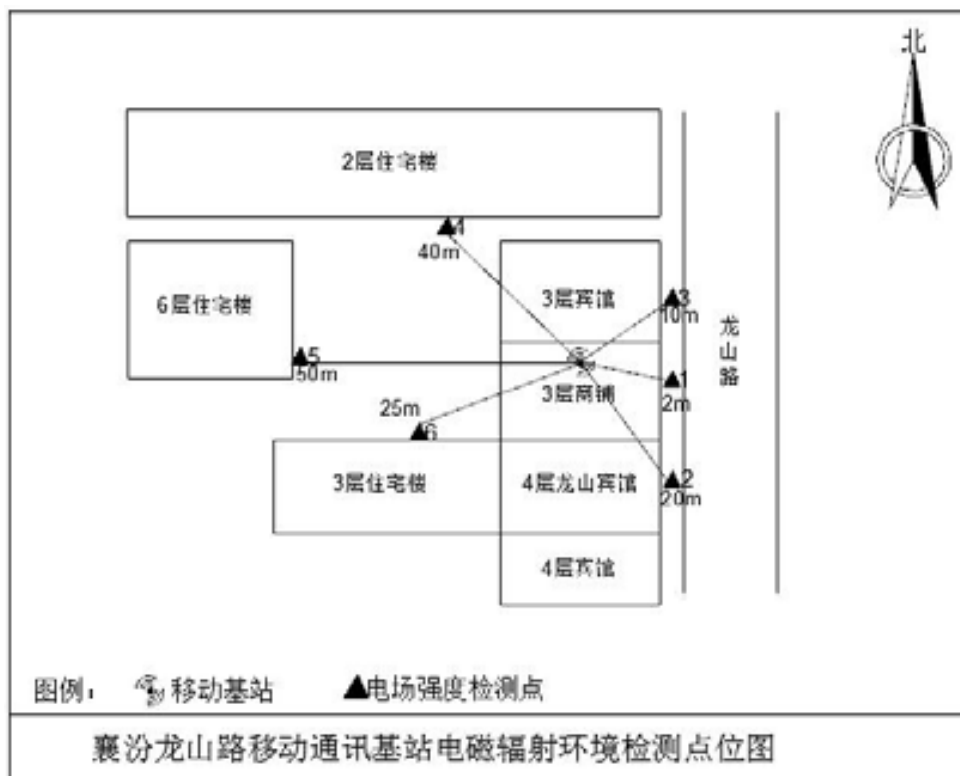 北
2层住宅楼
4
40m
6层住宅楼
3层宾馆
3
10m
龙山路
5
50m
1
2m
3层商铺
25m
6
3层住宅楼
4层龙山宾馆
2
20m
4层宾馆
图例： 移动基站 电场强度检测点
襄汾龙山路移动通讯基站电磁辐射环境检测点位图